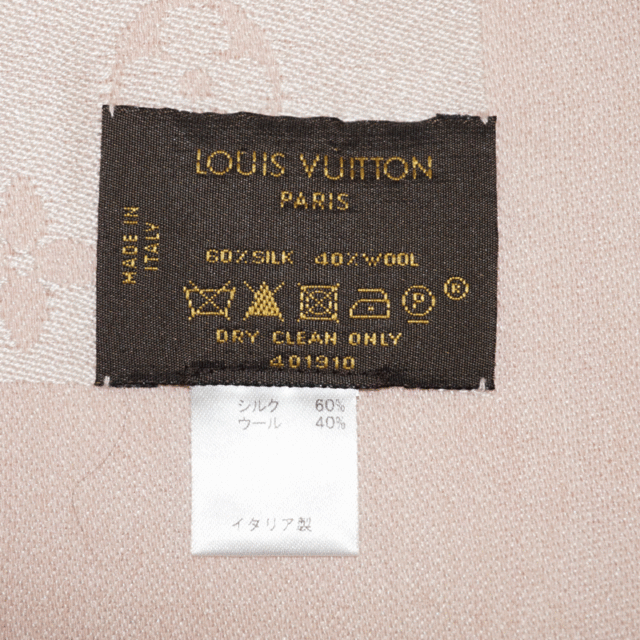 LOUIS VUITTON
PARIS
MADE IN
ITALY
60% SILK 40% WOOL
P
®
DRY CLEAN ONLY
401910
シルク 60%
ウール 40%
イタリア製